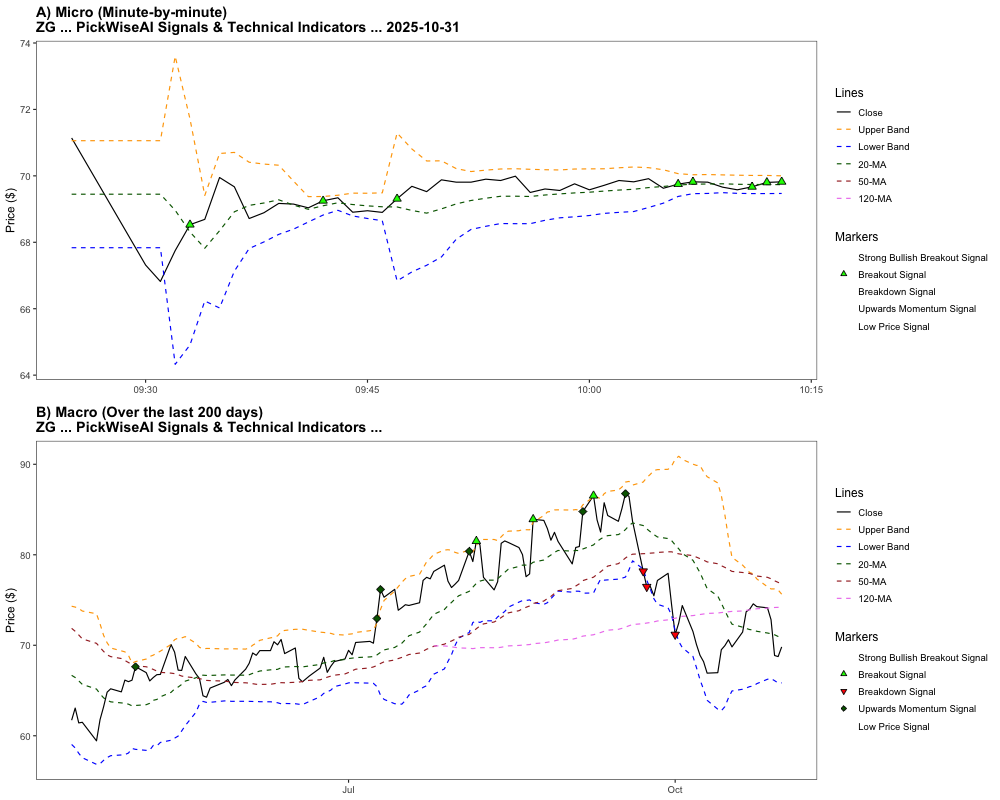 A) Micro (Minute-by-minute)
ZG ... PickWiseAI Signals & Technical Indicators ... 2025-10-31
74
72
70
68
66
64
Price ($)
09:30
09:45
10:00
10:15
Lines
Close
Upper Band
Lower Band
20-MA
50-MA
120-MA
Markers
Strong Bullish Breakout Signal
Breakout Signal
Breakdown Signal
Upwards Momentum Signal
Low Price Signal
B) Macro (Over the last 200 days)
ZG ... PickWiseAI Signals & Technical Indicators ...
90
80
70
60
Price ($)
Jul
Oct
Lines
Close
Upper Band
Lower Band
20-MA
50-MA
120-MA
Markers
Strong Bullish Breakout Signal
Breakout Signal
Breakdown Signal
Upwards Momentum Signal
Low Price Signal